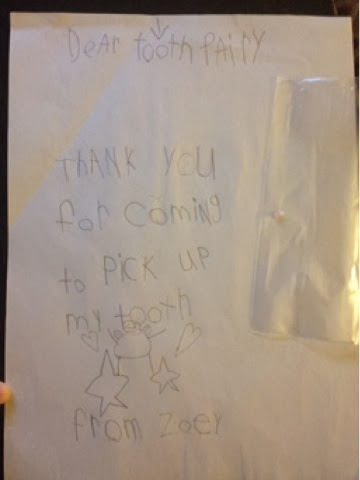 Dear tooth fairy
Thank you
for coming
to pick up
my tooth
from Zoey